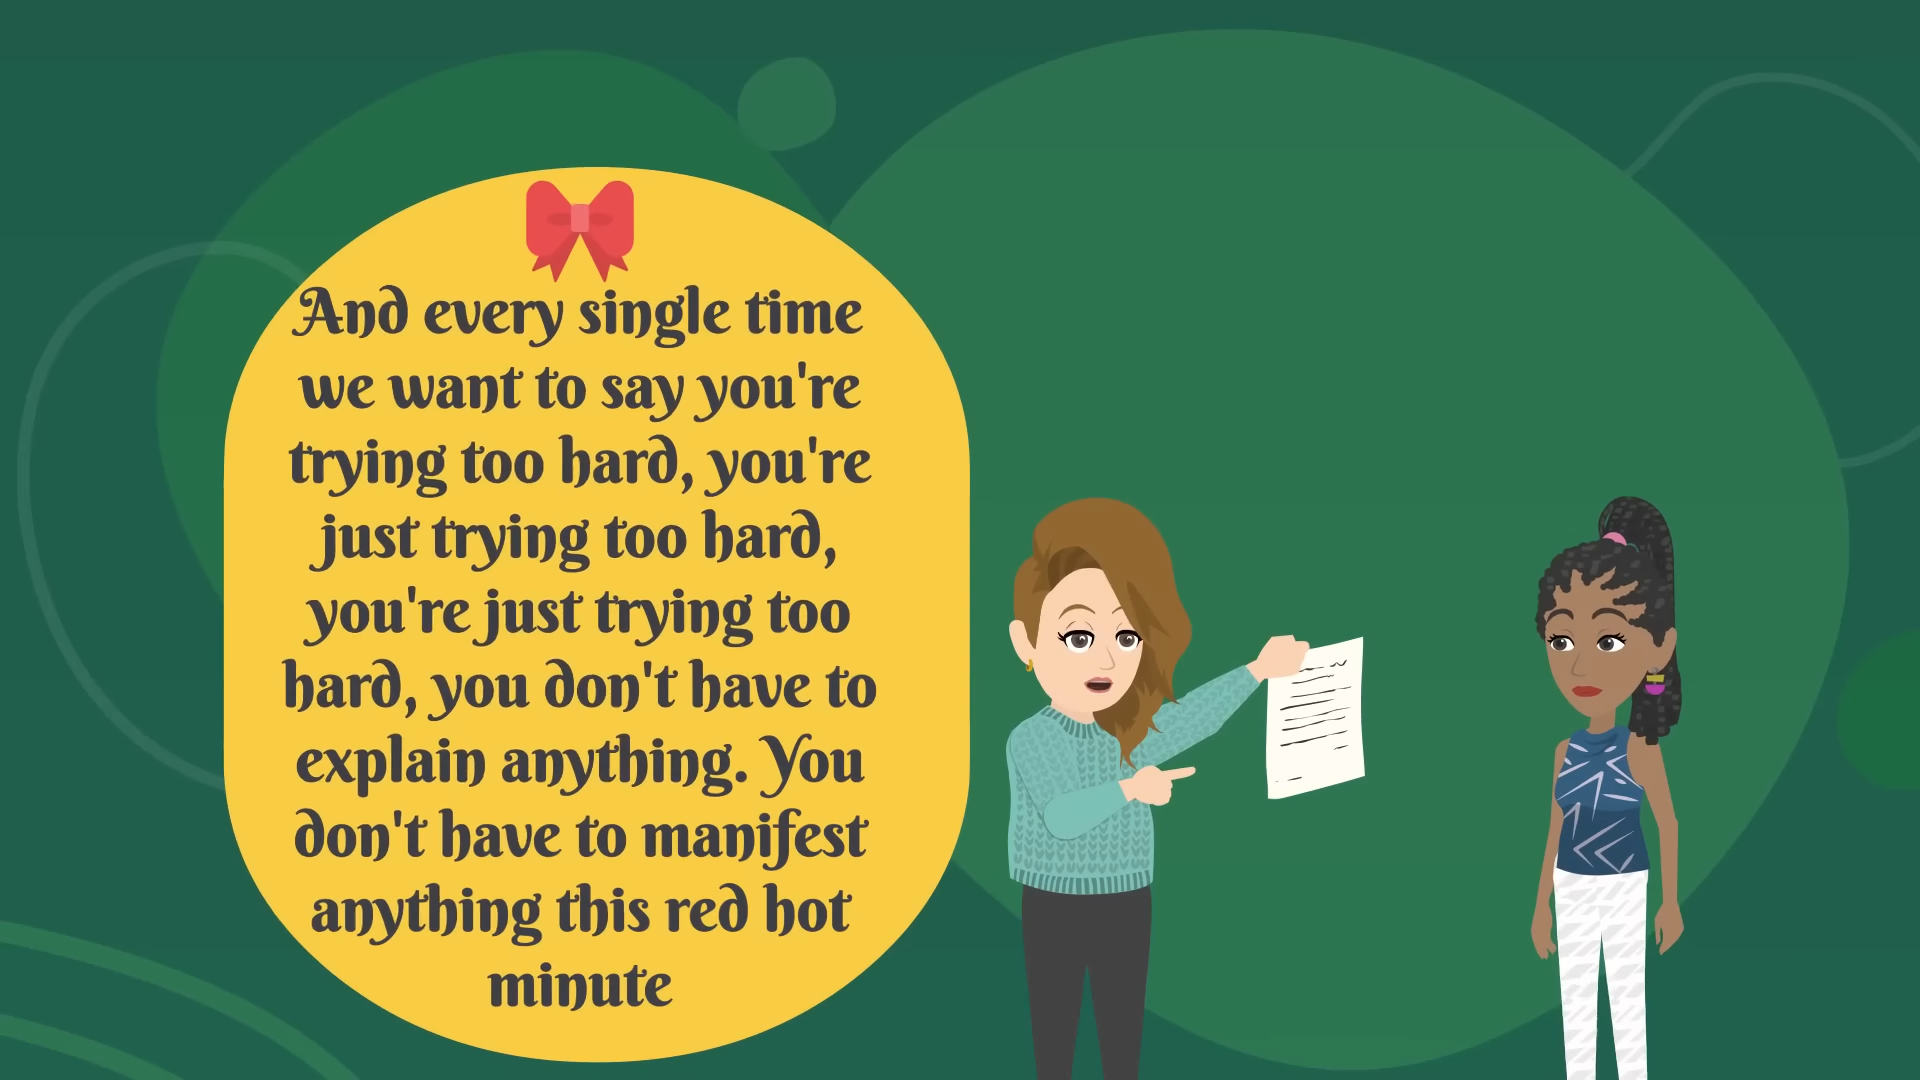 And every single time
we want to say you're
trying too hard, you're
just trying too hard,
you're just trying too
hard, you don't have to
explain anything. You
don't have to manifest
anything this red hot
minute